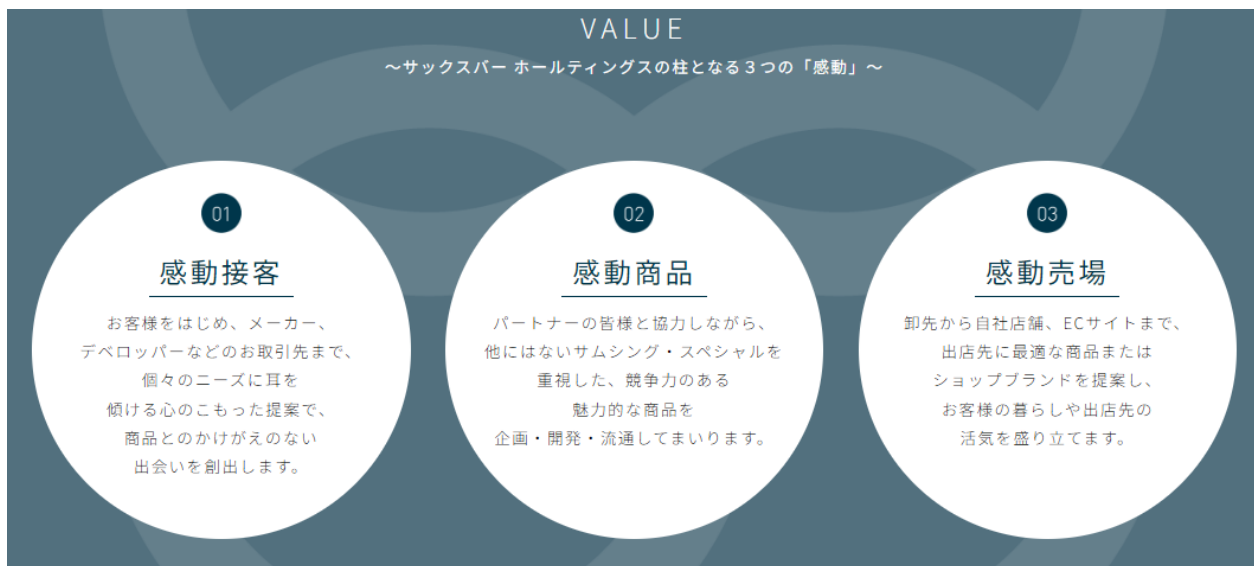 VALUE
～サックスバー ホールティングスの柱となる３つの「感動」～
01
感動接客
お客様をはじめ、メーカー、
デベロッパーなどのお取引先まで、
個々のニーズに耳を
傾ける心のこもった提案で、
商品とのかけがえのない
出会いを創出します。
02
感動商品
パートナーの皆様と協力しながら、
他にはないサムシング・スペシャルを
重視した、競争力のある
魅力的な商品を
企画・開発・流通してまいります。
03
感動売場
卸先から自社店舗、ECサイトまで、
出店先に最適な商品または
ショップブランドを提案し、
お客様の暮らしや出店先の
活気を盛り立てます。